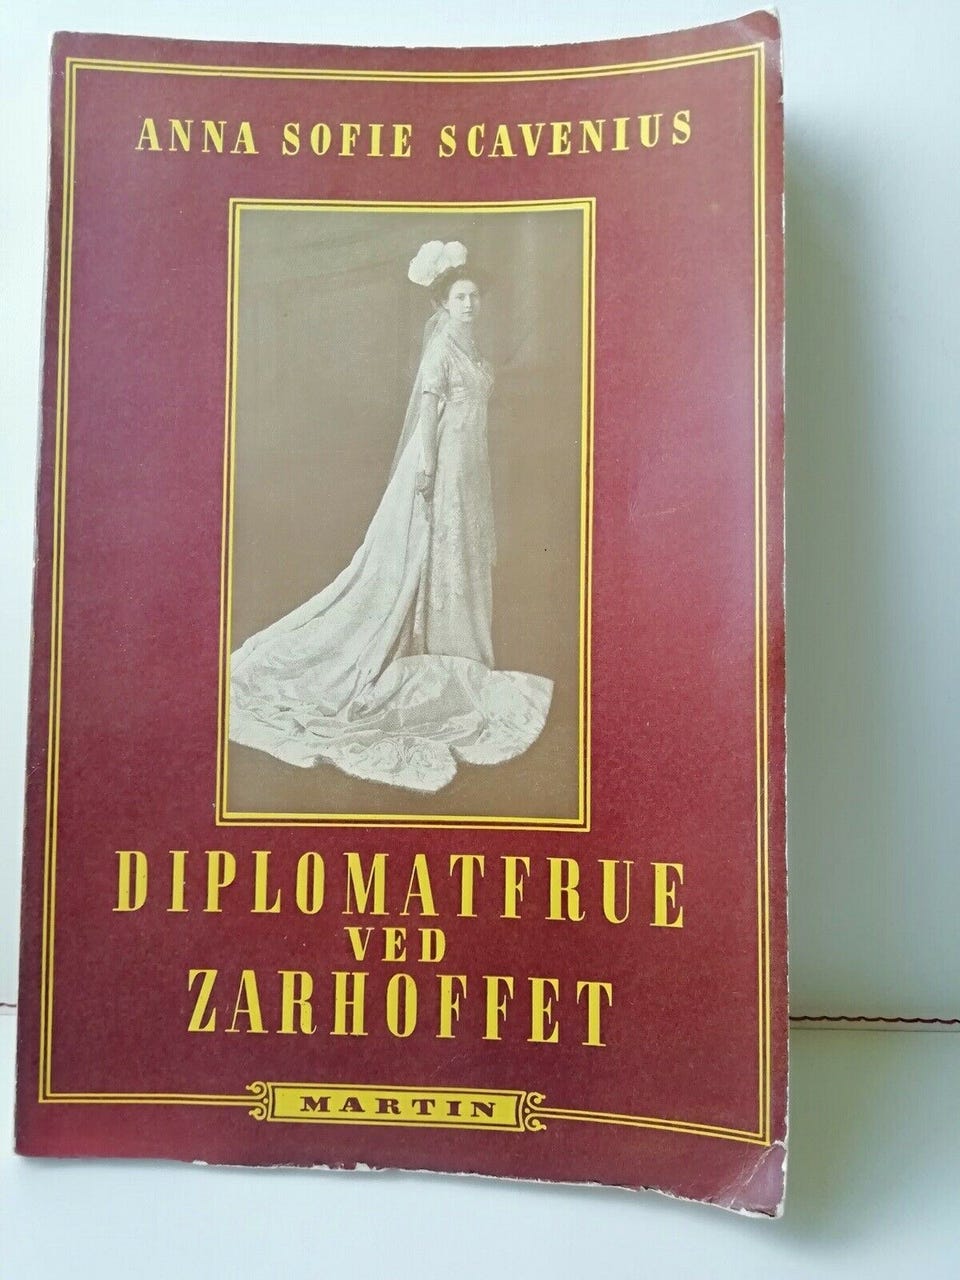 ANNA SOFIE SCAVENIUS
DIPLOMATFRUE
VED
ZARHOFFET
MARTIN